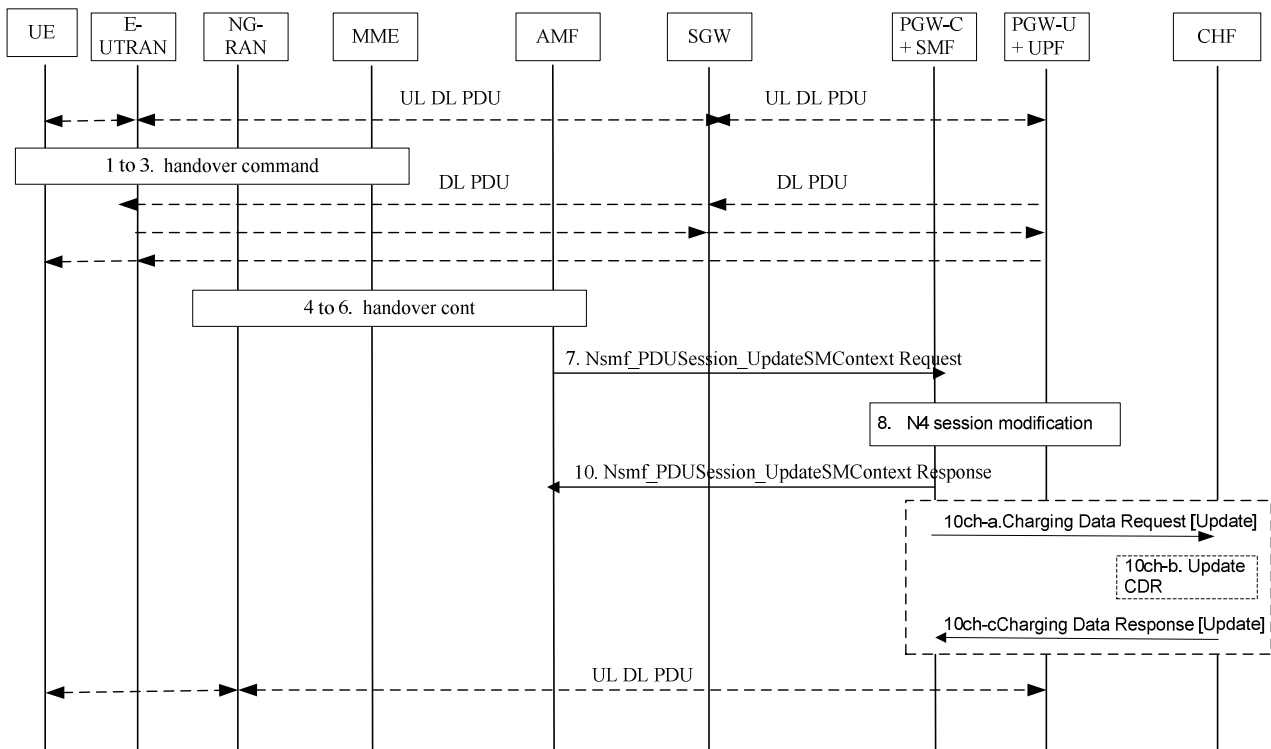 UE
E-
UTRAN
NG-
RAN
MME
AMF
SGW
PGW-C
+ SMF
PGW-U
+ UPF
CHF
UL DL PDU
UL DL PDU
1 to 3. handover command
DL PDU
DL PDU
4 to 6. handover cont
7. Nsmf_PDUSession_UpdateSMContext Request
8. N4 session modification
10. Nsmf_PDUSession_UpdateSMContext Response
10ch-a.Charging Data Request [Update]
10ch-b. Update
CDR
10ch-cCharging Data Response [Update]
UL DL PDU